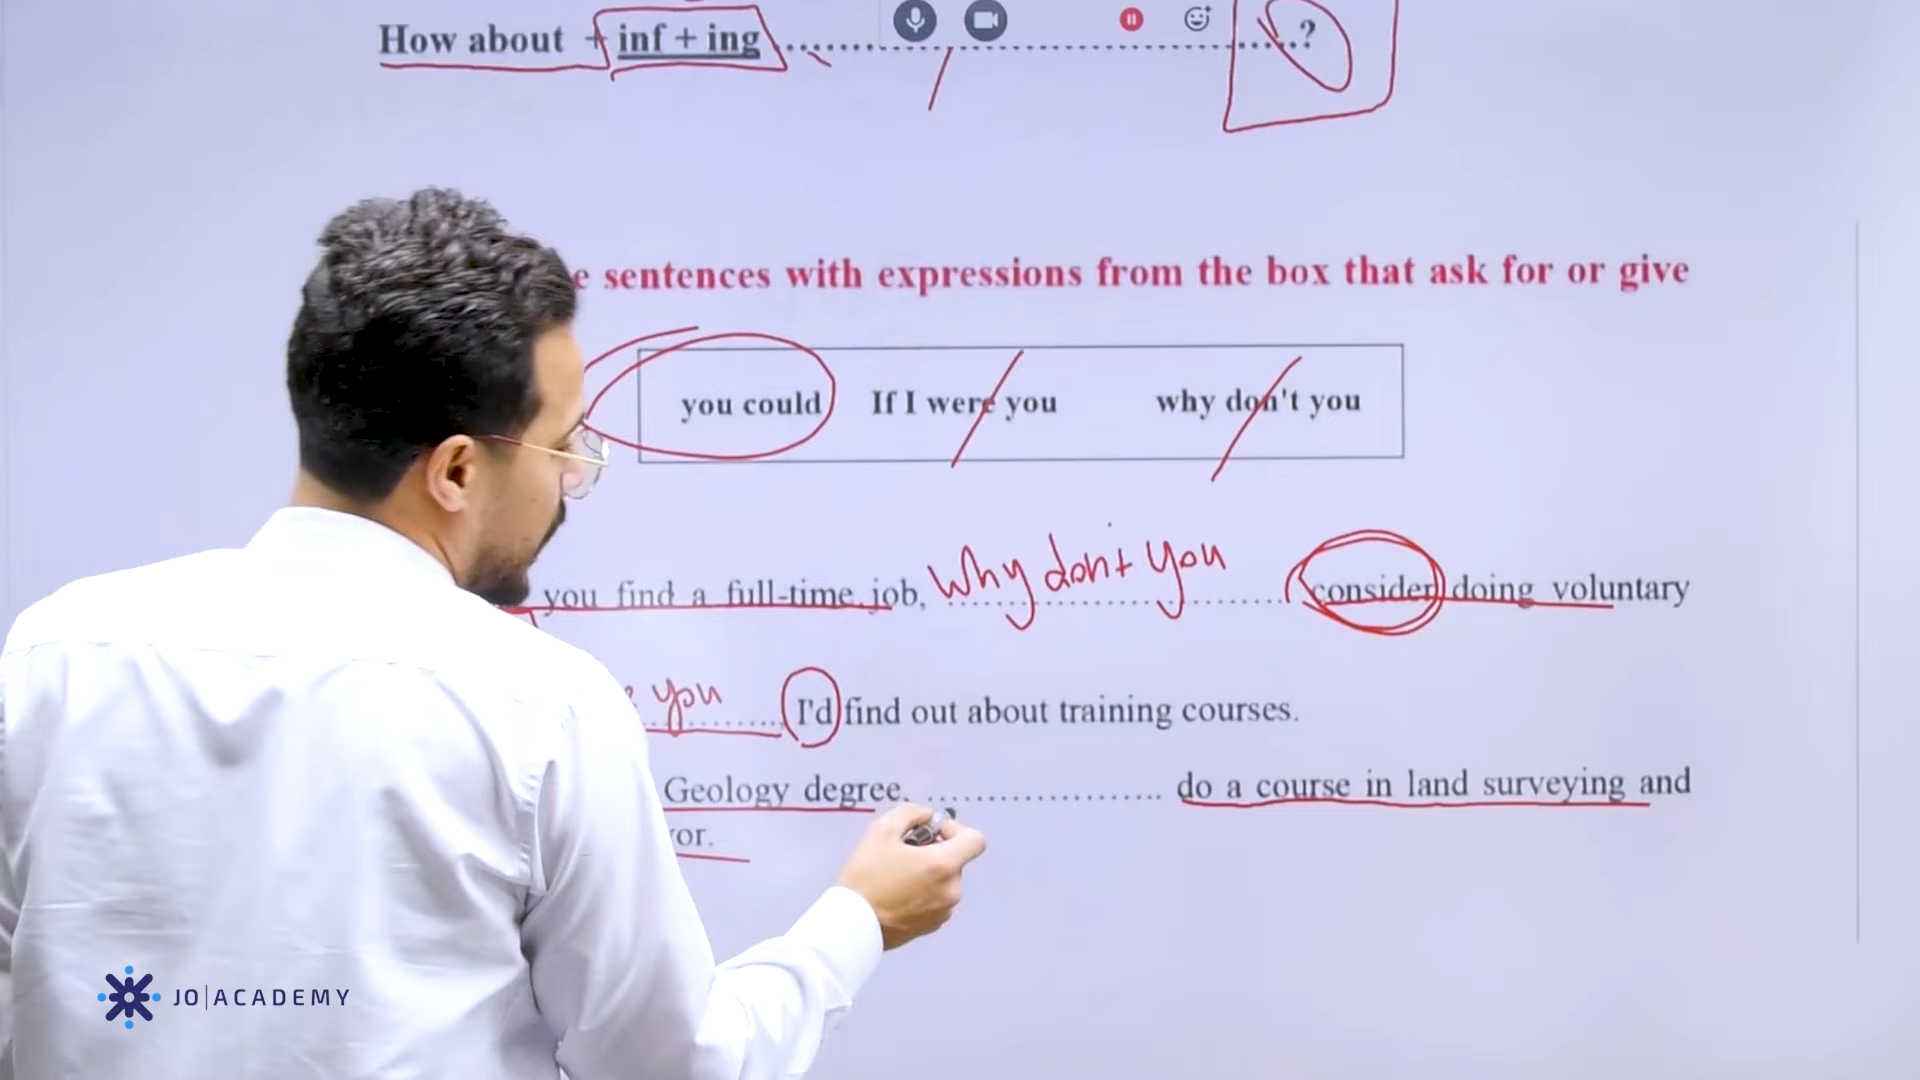 How about + inf + ing ..........................................?
e sentences with expressions from the box that ask for or give
you could If I were you why don't you
you find a full-time job, why don't you consider doing voluntary
you I'd find out about training courses.
Geology degree, .................... do a course in land surveying and
or.
JO|ACADEMY